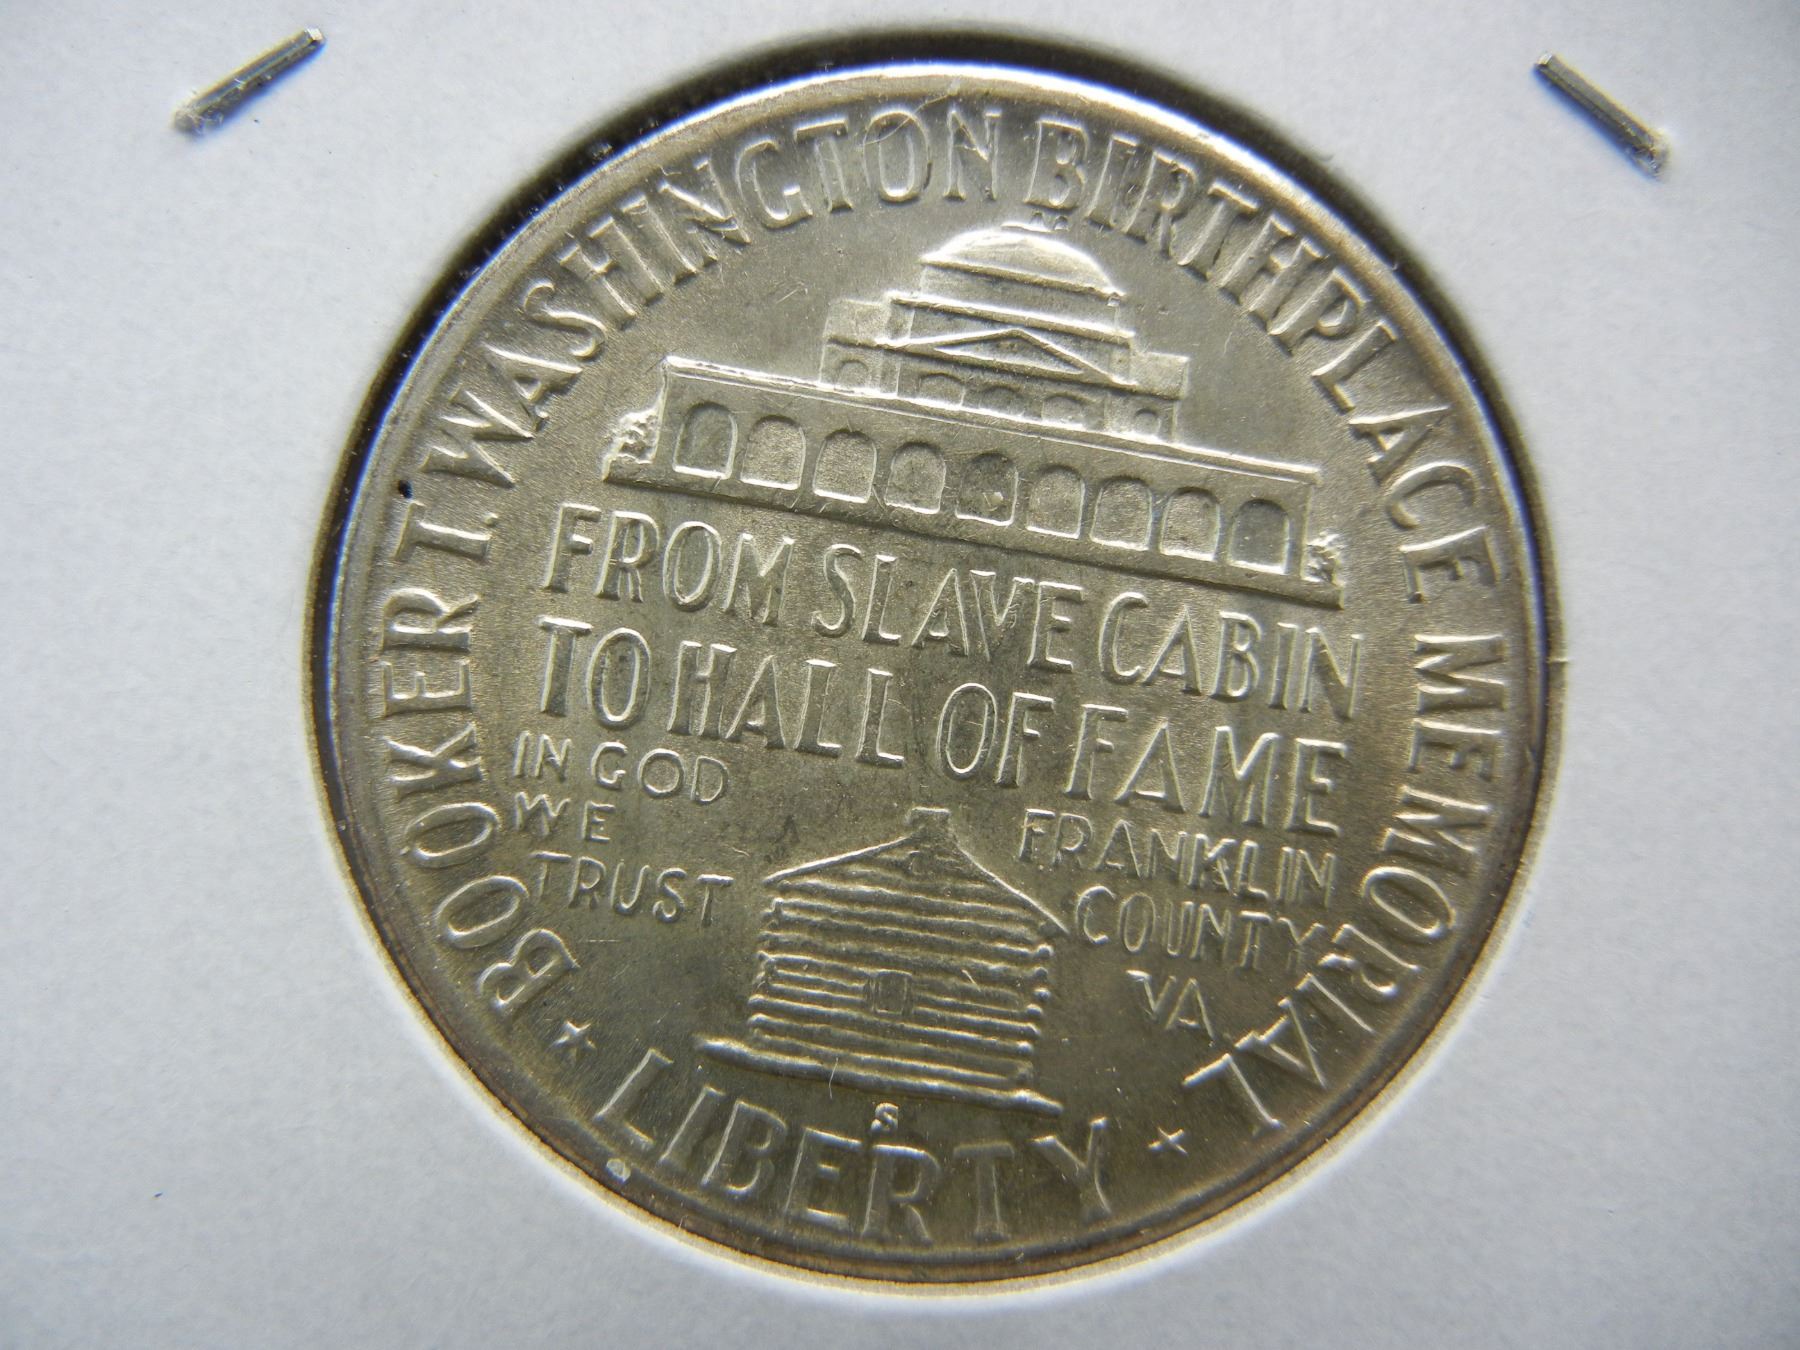 BOOKER T. WASHINGTON BIRTHPLACE MEMORIAL
FROM SLAVE CABIN
TO HALL OF FAME
IN GOD
WE
TRUST
FRANKLIN
COUNTY
VA
S
LIBERTY